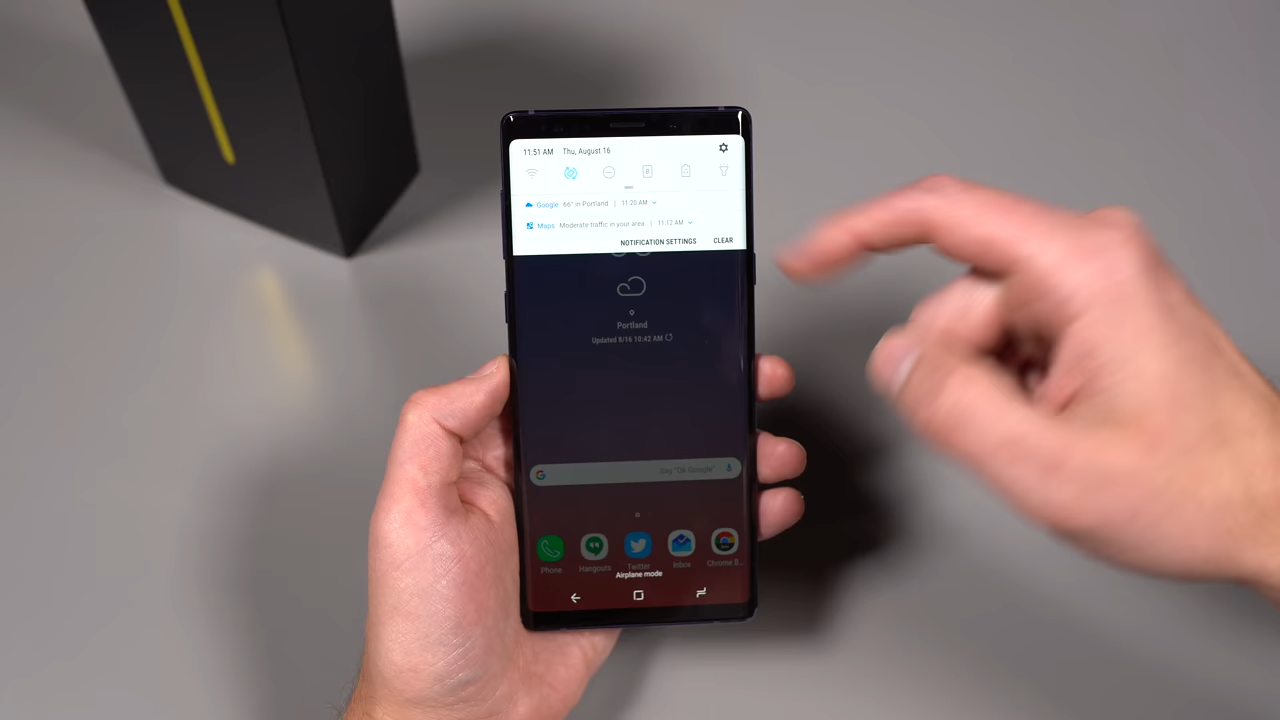 11:51 AM Thu, August 16
Google 66° in Portland | 11:20 AM
Maps Moderate traffic in your area. | 11:12 AM
NOTIFICATION SETTINGS CLEAR
Portland
Updated 8/16 10:42 AM
Say "Ok Google"
Phone Hangouts Twitter Inbox Chrome B...
Airplane mode